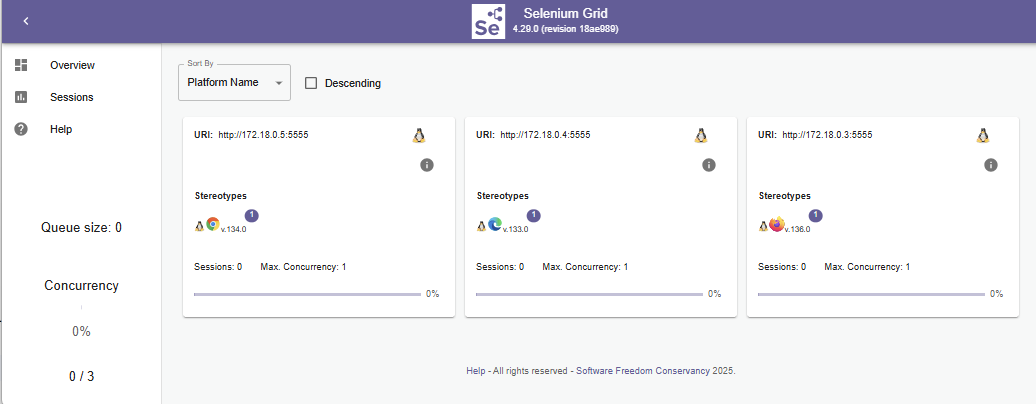 Selenium Grid
4.29.0 (revision 18ae989)
Se
Overview
Sessions
Help
Queue size: 0
Concurrency
0%
0 / 3
Sort By
Platform Name
Descending
URI: http://172.18.0.5:5555
Stereotypes
1
v.134.0
Sessions: 0 Max. Concurrency: 1
0%
URI: http://172.18.0.4:5555
Stereotypes
1
v.133.0
Sessions: 0 Max. Concurrency: 1
0%
URI: http://172.18.0.3:5555
Stereotypes
1
v.136.0
Sessions: 0 Max. Concurrency: 1
0%
Help - All rights reserved - Software Freedom Conservancy 2025.